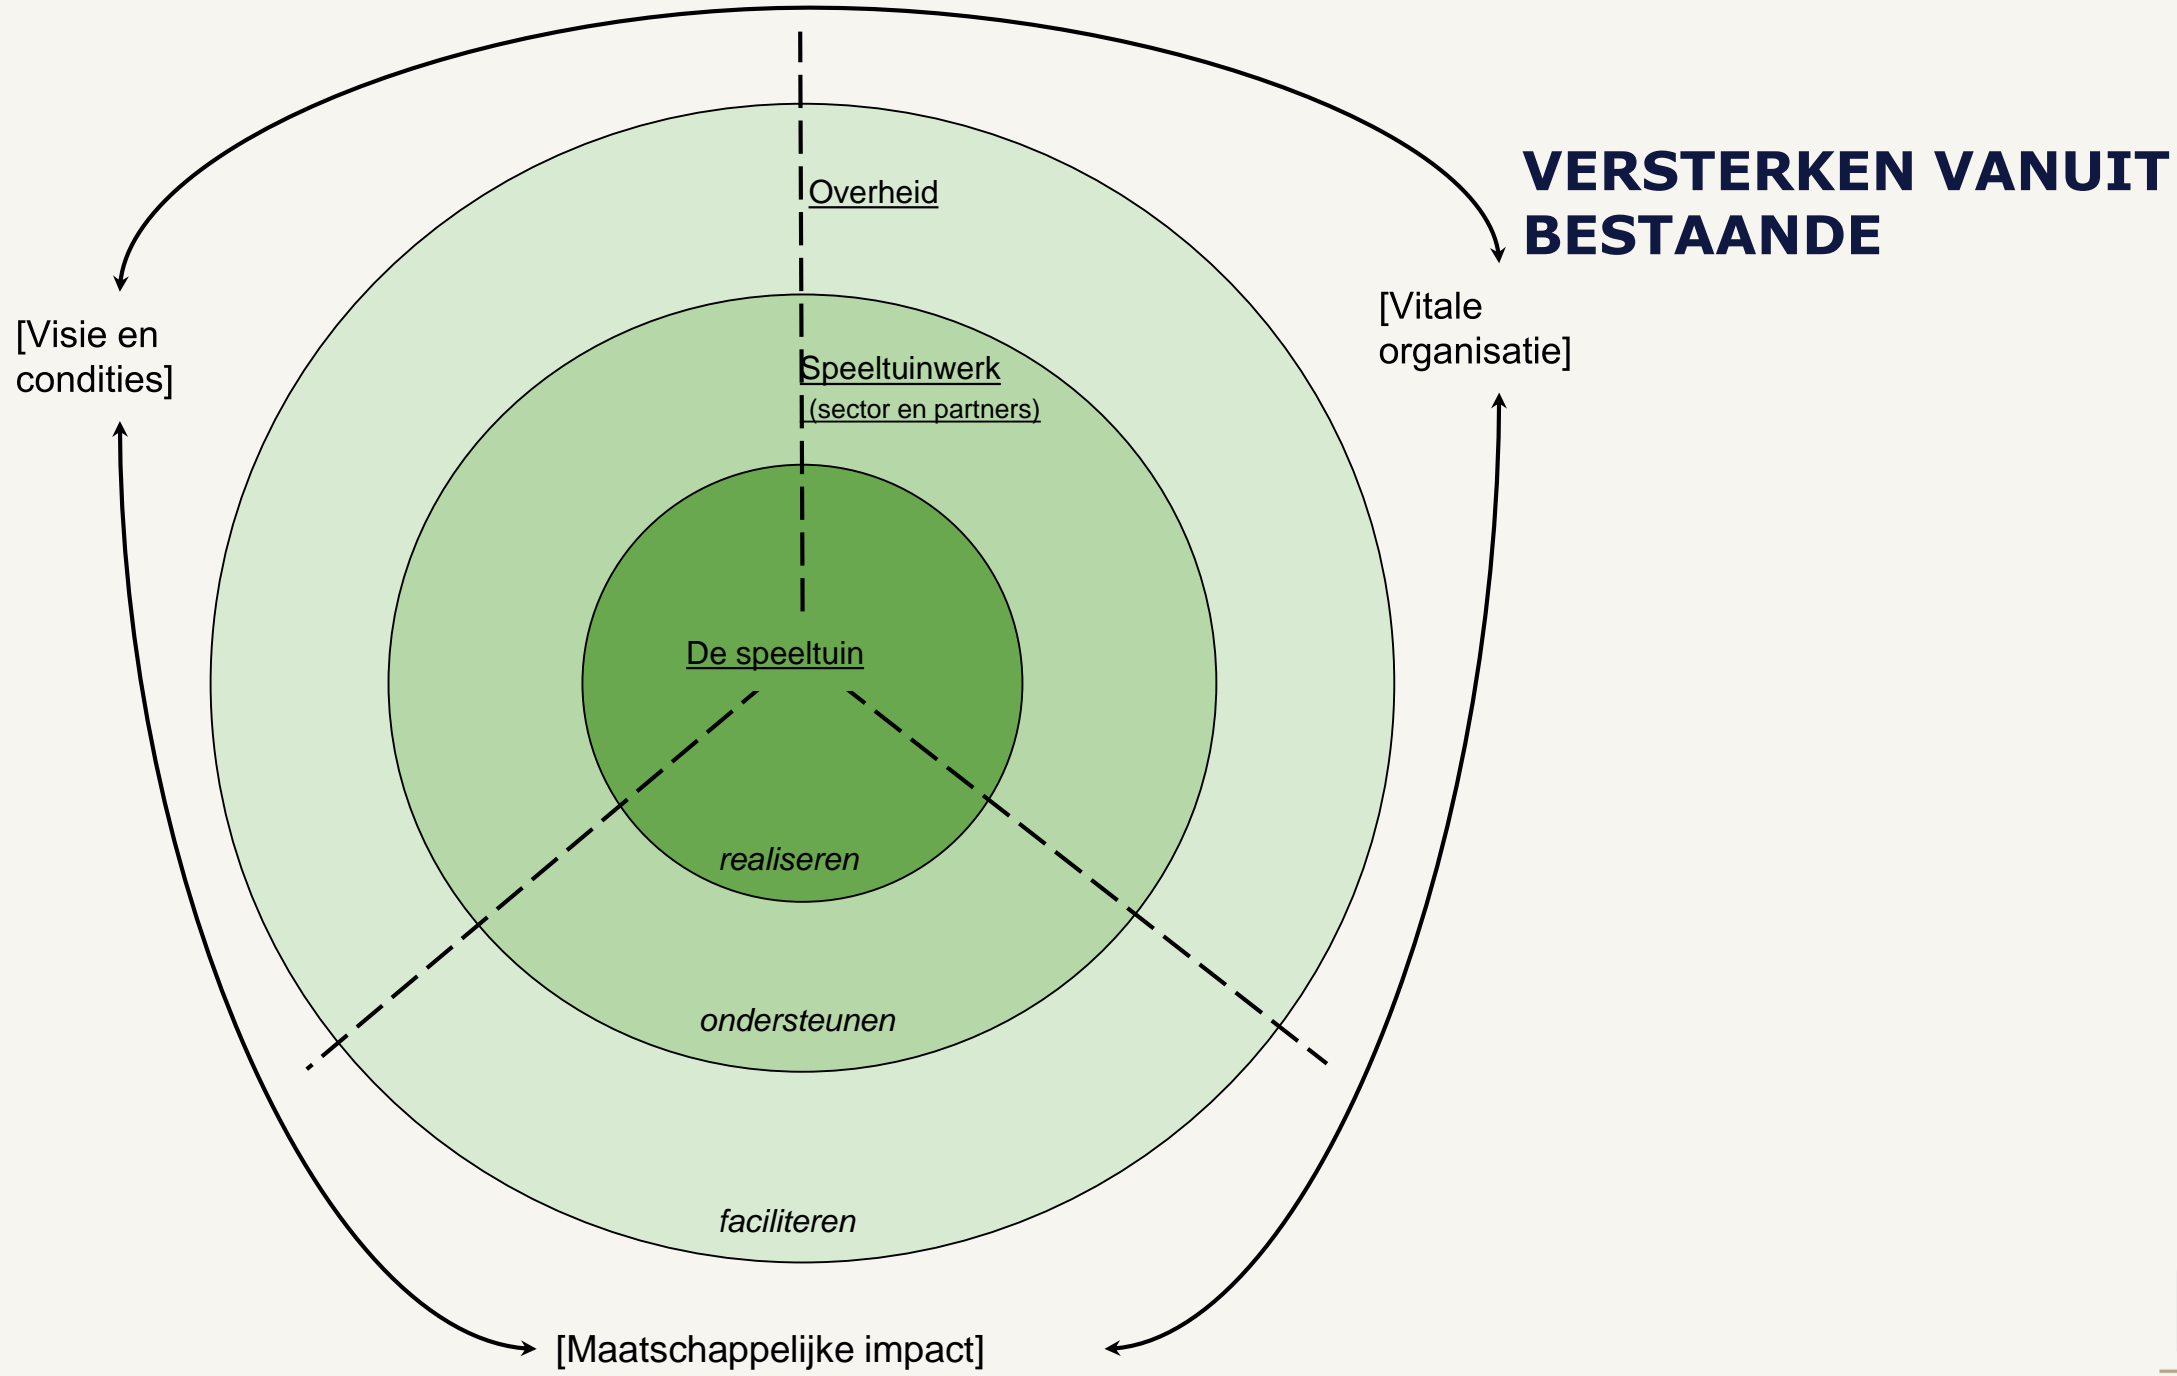 VERSTERKEN VANUIT
BESTAANDE
Overheid
[Visie en
condities]
[Vitale
organisatie]
Speeltuinwerk
(sector en partners)
De speeltuin
realiseren
ondersteunen
faciliteren
[Maatschappelijke impact]